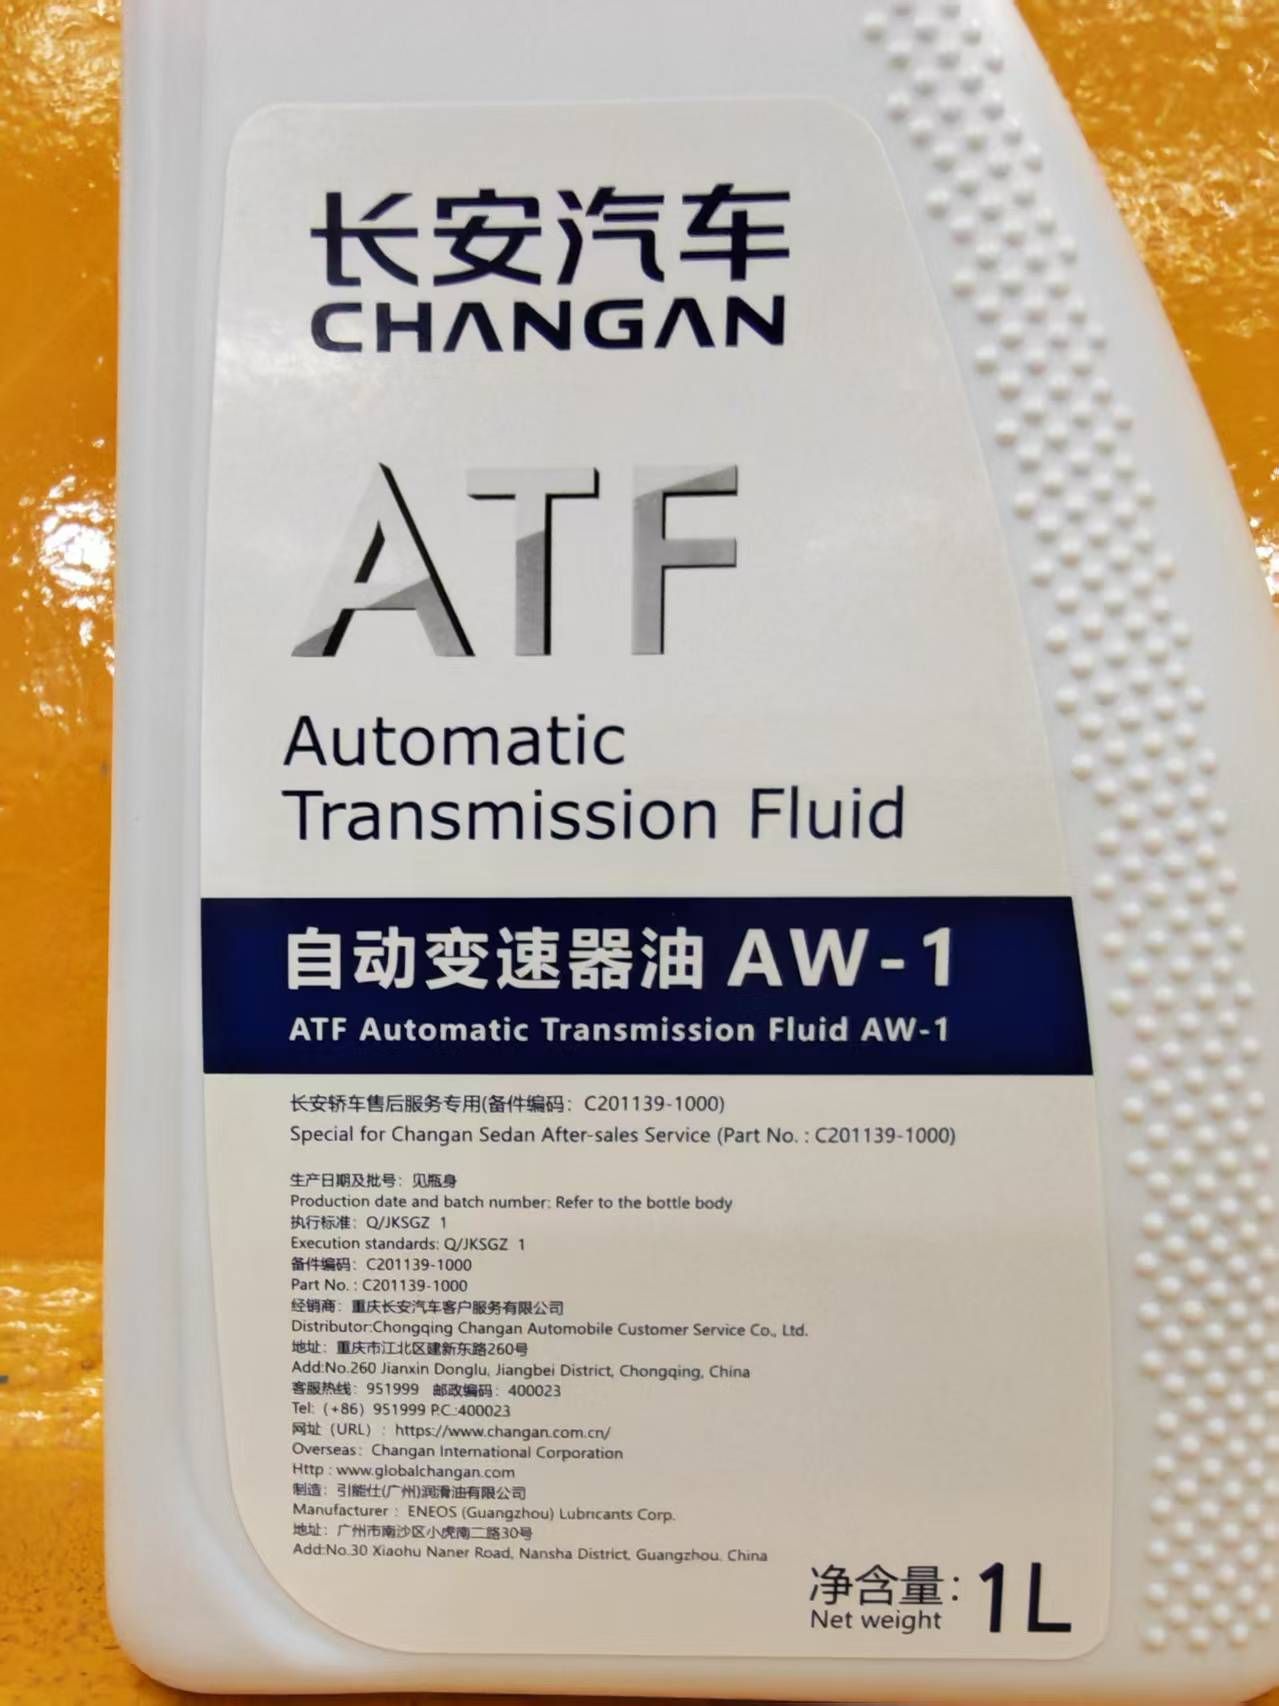 长安汽车
CHANGAN
ATF
Automatic
Transmission Fluid
自动变速器油 AW-1
ATF Automatic Transmission Fluid AW-1
长安轿车售后服务专用(备件编码：C201139-1000)
Special for Changan Sedan After-sales Service (Part No. : C201139-1000)
生产日期及批号：见瓶身
Production date and batch number: Refer to the bottle body
执行标准：Q/JKSGZ 1
Execution standards: Q/JKSGZ 1
备件编码：C201139-1000
Part No. : C201139-1000
经销商：重庆长安汽车客户服务有限公司
Distributor:Chongqing Changan Automobile Customer Service Co., Ltd.
地址：重庆市江北区建新东路260号
Add:No.260 Jianxin Donglu, Jiangbei District, Chongqing, China
客服热线：951999 邮政编码：400023
Tel: (+86) 951999 P.C.:400023
网址（URL）：https://www.changan.com.cn/
Overseas: Changan International Corporation
Http : www.globalchangan.com
制造：引能仕(广州)润滑油有限公司
Manufacturer : ENEOS (Guangzhou) Lubricants Corp.
地址：广州市南沙区小虎南二路30号
Add:No.30 Xiaohu Naner Road, Nansha District, Guangzhou. China
净含量: 1L
Net weight